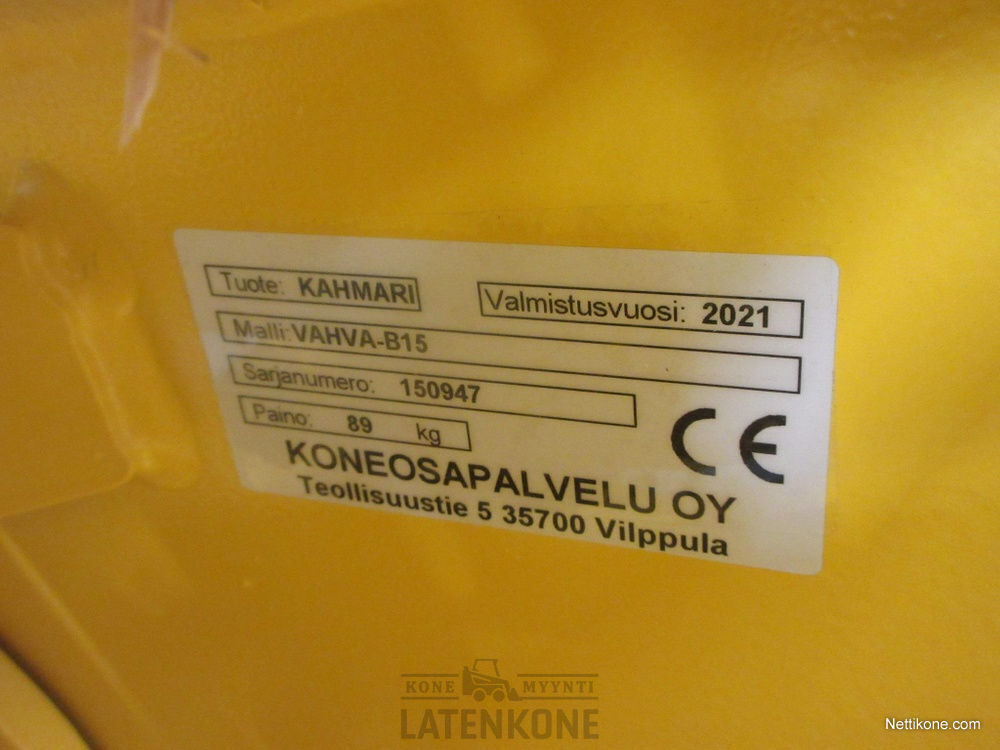 Tuote: KAHMARI
Valmistusvuosi: 2021
Malli: VAHVA-B15
Sarjanumero: 150947
Paino: 89 kg
CE
KONEOSAPALVELU OY
Teollisuustie 5 35700 Vilppula
KONE MYYNTI
LATENKONE
Nettikone.com